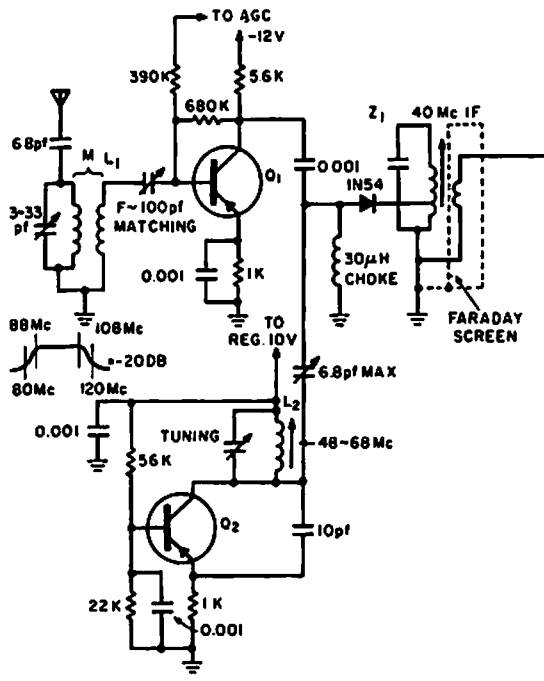 TO AGC
-12V
390K
5.6K
680K
68pf
M L1
3-33
pf
F~100pf
MATCHING
Q1
0.001
1K
0.001
1N54
Z1
40 Mc IF
30μH
CHOKE
FARADAY
SCREEN
88Mc
108Mc
-20DB
80Mc
120Mc
TO
REG. 10V
6.8pf MAX
L2
0.001
TUNING
48~68Mc
56K
Q2
10pf
22K
1K
0.001